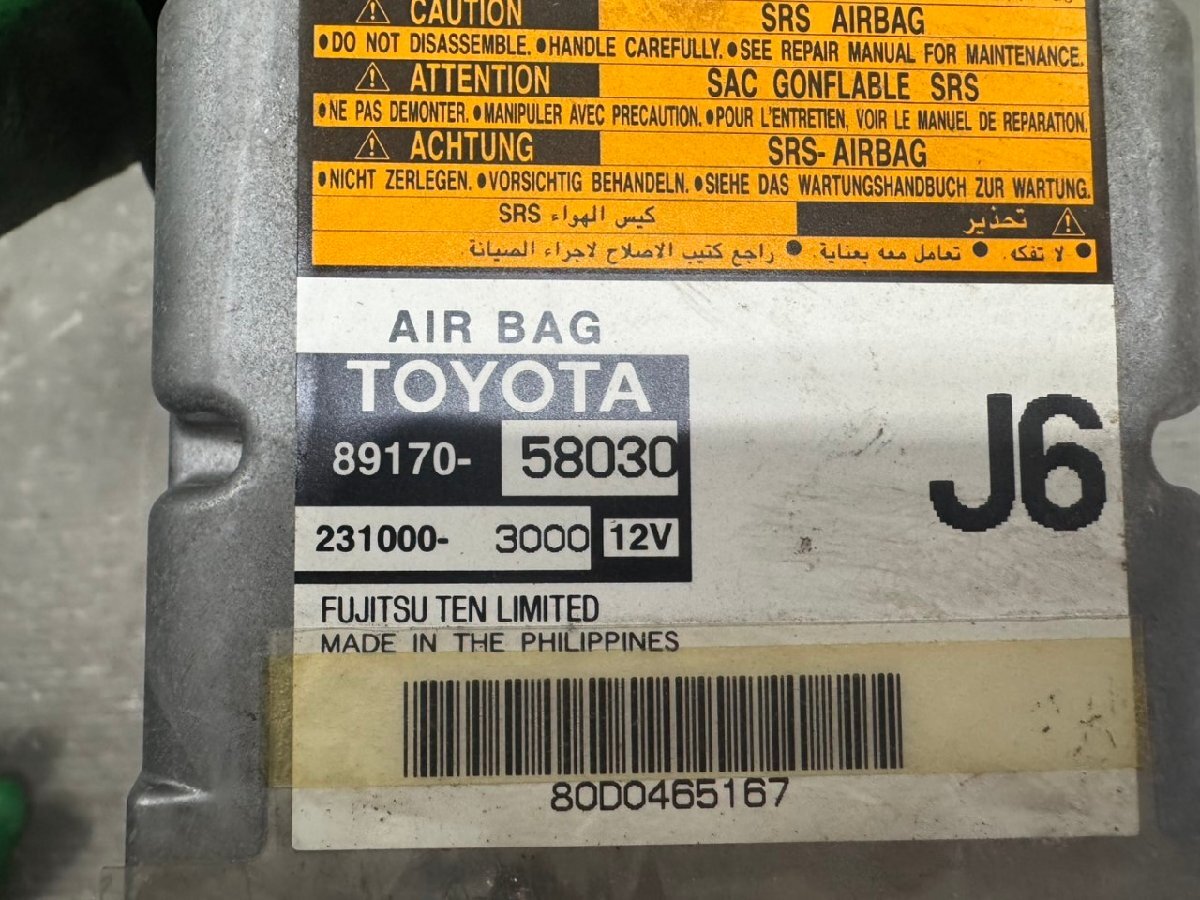 ⚠ CAUTION SRS AIRBAG
●DO NOT DISASSEMBLE. ●HANDLE CAREFULLY. ●SEE REPAIR MANUAL FOR MAINTENANCE.
⚠ ATTENTION SAC GONFLABLE SRS
●NE PAS DEMONTER. ●MANIPULER AVEC PRECAUTION. ●POUR L'ENTRETIEN, VOIR LE MANUEL DE REPARATION.
⚠ ACHTUNG SRS-AIRBAG
●NICHT ZERLEGEN. ●VORSICHTIG BEHANDELN. ●SIEHE DAS WARTUNGSHANDBUCH ZUR WARTUNG.
⚠ تحذير كيس الهواء SRS
● لا تفكه. ● تعامل معه بعناية. ● راجع كتيب الاصلاح لاجراء الصيانة.
AIR BAG
TOYOTA
89170- 58030
J6
231000- 3000 12V
FUJITSU TEN LIMITED
MADE IN THE PHILIPPINES
80D0465167